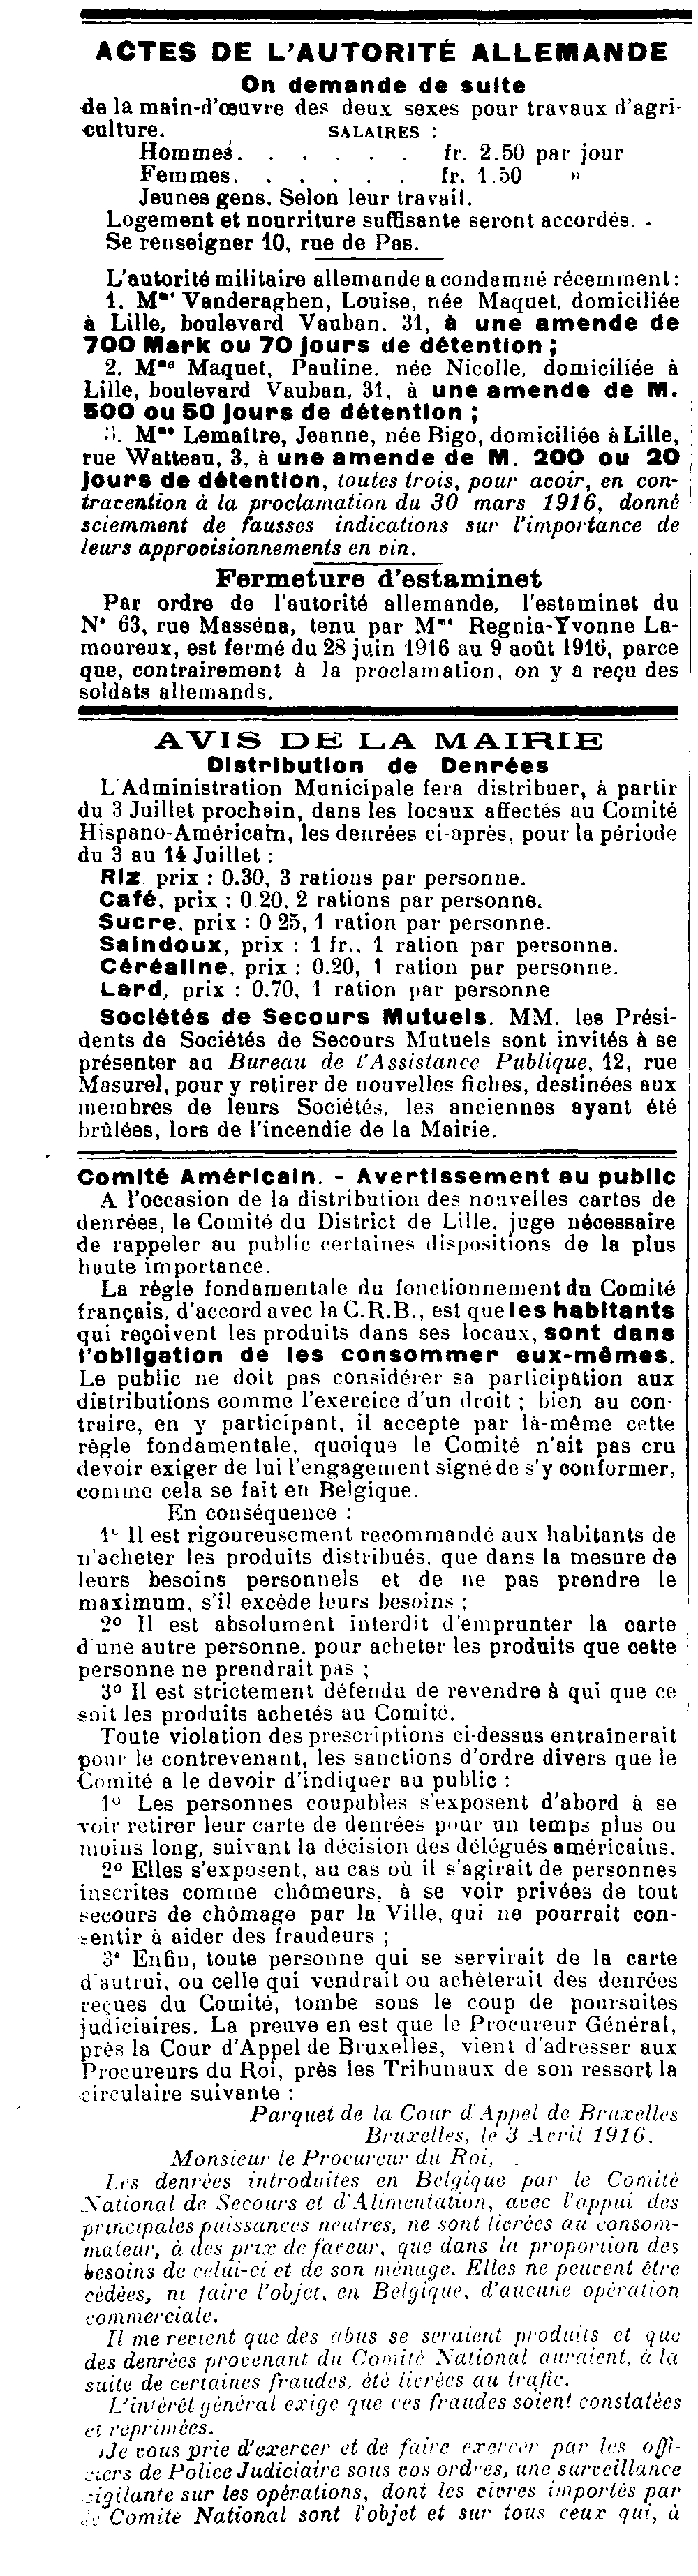 ACTES DE L'AUTORITÉ ALLEMANDE
On demande de suite
de la main-d'œuvre des deux sexes pour travaux d'agri-
culture. SALAIRES :
Hommes. . . . . . fr. 2.50 par jour
Femmes. . . . . . fr. 1.50 »
Jeunes gens. Selon leur travail.
Logement et nourriture suffisante seront accordés.
Se renseigner 10, rue de Pas.
L'autorité militaire allemande a condamné récemment :
1. Mme Vanderaghen, Louise, née Maquet, domiciliée
à Lille, boulevard Vauban, 31, à une amende de
700 Mark ou 70 jours de détention ;
2. Mme Maquet, Pauline, née Nicolle, domiciliée à
Lille, boulevard Vauban, 31, à une amende de M.
500 ou 50 jours de détention ;
3. Mme Lemaître, Jeanne, née Bigo, domiciliée à Lille,
rue Watteau, 3, à une amende de M. 200 ou 20
jours de détention, toutes trois, pour avoir, en con-
travention à la proclamation du 30 mars 1916, donné
sciemment de fausses indications sur l'importance de
leurs approvisionnements en vin.
Fermeture d'estaminet
Par ordre de l'autorité allemande, l'estaminet du
N° 63, rue Masséna, tenu par Mme Regnia-Yvonne La-
moureux, est fermé du 28 juin 1916 au 9 août 1916, parce
que, contrairement à la proclamation, on y a reçu des
soldats allemands.
AVIS DE LA MAIRIE
Distribution de Denrées
L'Administration Municipale fera distribuer, à partir
du 3 Juillet prochain, dans les locaux affectés au Comité
Hispano-Américain, les denrées ci-après, pour la période
du 3 au 14 Juillet :
Riz, prix : 0.30, 3 rations par personne.
Café, prix : 0.20, 2 rations par personne.
Sucre, prix : 0 25, 1 ration par personne.
Saindoux, prix : 1 fr., 1 ration par personne.
Céréaline, prix : 0.20, 1 ration par personne.
Lard, prix : 0.70, 1 ration par personne
Sociétés de Secours Mutuels. MM. les Prési-
dents de Sociétés de Secours Mutuels sont invités à se
présenter au Bureau de l'Assistance Publique, 12, rue
Masurel, pour y retirer de nouvelles fiches, destinées aux
membres de leurs Sociétés, les anciennes ayant été
brûlées, lors de l'incendie de la Mairie.
Comité Américain. - Avertissement au public
A l'occasion de la distribution des nouvelles cartes de
denrées, le Comité du District de Lille, juge nécessaire
de rappeler au public certaines dispositions de la plus
haute importance.
La règle fondamentale du fonctionnement du Comité
français, d'accord avec la C.R.B., est que les habitants
qui reçoivent les produits dans ses locaux, sont dans
l'obligation de les consommer eux-mêmes.
Le public ne doit pas considérer sa participation aux
distributions comme l'exercice d'un droit ; bien au con-
traire, en y participant, il accepte par là-même cette
règle fondamentale, quoique le Comité n'ait pas cru
devoir exiger de lui l'engagement signé de s'y conformer,
comme cela se fait en Belgique.
En conséquence :
1° Il est rigoureusement recommandé aux habitants de
n'acheter les produits distribués, que dans la mesure de
leurs besoins personnels et de ne pas prendre le
maximum, s'il excède leurs besoins ;
2° Il est absolument interdit d'emprunter la carte
d'une autre personne, pour acheter les produits que cette
personne ne prendrait pas ;
3° Il est strictement défendu de revendre à qui que ce
soit les produits achetés au Comité.
Toute violation des prescriptions ci-dessus entraînerait
pour le contrevenant, les sanctions d'ordre divers que le
Comité a le devoir d'indiquer au public :
1° Les personnes coupables s'exposent d'abord à se
voir retirer leur carte de denrées pour un temps plus ou
moins long, suivant la décision des délégués américains.
2° Elles s'exposent, au cas où il s'agirait de personnes
inscrites comme chômeurs, à se voir privées de tout
secours de chômage par la Ville, qui ne pourrait con-
sentir à aider des fraudeurs ;
3° Enfin, toute personne qui se servirait de la carte
d'autrui, ou celle qui vendrait ou achèterait des denrées
reçues du Comité, tombe sous le coup de poursuites
judiciaires. La preuve en est que le Procureur Général,
près la Cour d'Appel de Bruxelles, vient d'adresser aux
Procureurs du Roi, près les Tribunaux de son ressort la
circulaire suivante :
Parquet de la Cour d'Appel de Bruxelles
Bruxelles, le 3 Avril 1916.
Monsieur le Procureur du Roi,
Les denrées introduites en Belgique par le Comité
National de Secours et d'Alimentation, avec l'appui des
principales puissances neutres, ne sont livrées au consom-
mateur, à des prix de faveur, que dans la proportion des
besoins de celui-ci et de son ménage. Elles ne peuvent être
cédées, ni faire l'objet, en Belgique, d'aucune opération
commerciale.
Il me revient que des abus se seraient produits et que
des denrées provenant du Comité National auraient, à la
suite de certaines fraudes, été livrées au trafic.
L'intérêt général exige que ces fraudes soient constatées
et réprimées.
Je vous prie d'exercer et de faire exercer par les offi-
ciers de Police Judiciaire sous vos ordres, une surveillance
vigilante sur les opérations, dont les vivres importés par
le Comité National sont l'objet et sur tous ceux qui, à